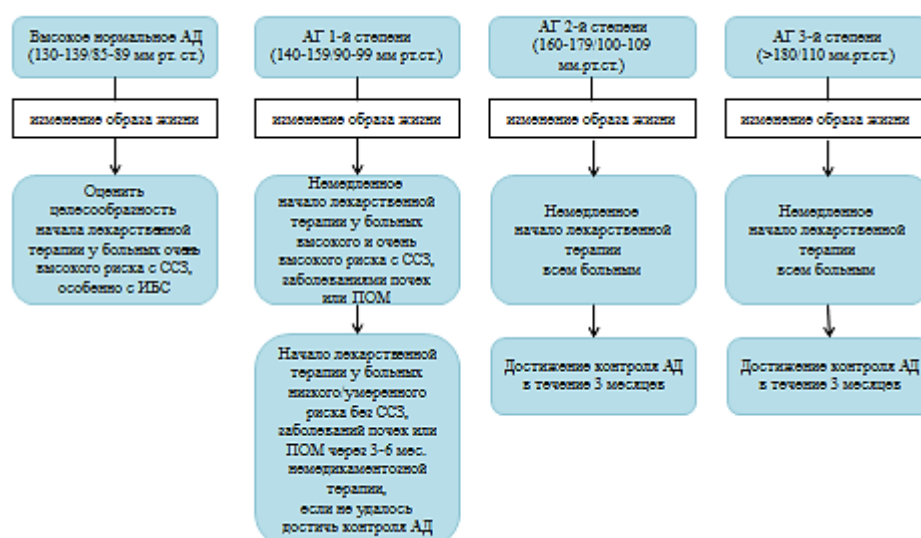 Высокое нормальное АД
(130-139/85-89 мм рт. ст.)
изменение образа жизни
Оценить
целесообразность
начала лекарственной
терапии у больных очень
высокого риска с ССЗ,
особенно с ИБС
АГ 1-й степени
(140-159/90-99 мм рт.ст.)
изменение образа жизни
Немедленное
начало лекарственной
терапии у больных
высокого и очень
высокого риска с ССЗ,
заболеваниями почек
или ПОМ
Начало лекарственной
терапии у больных
низкого/умеренного
риска без ССЗ,
заболеваний почек или
ПОМ через 3-6 мес.
немедикаментозной
терапии,
если не удалось
достичь контроля АД
АГ 2-й степени
(160-179/100-109
мм.рт.ст.)
изменение образа жизни
Немедленное
начало лекарственной
терапии
всем больным
Достижение контроля АД
в течение 3 месяцев
АГ 3-й степени
(>180/110 мм.рт.ст.)
изменение образа жизни
Немедленное
начало лекарственной
терапии
всем больным
Достижение контроля АД
в течение 3 месяцев